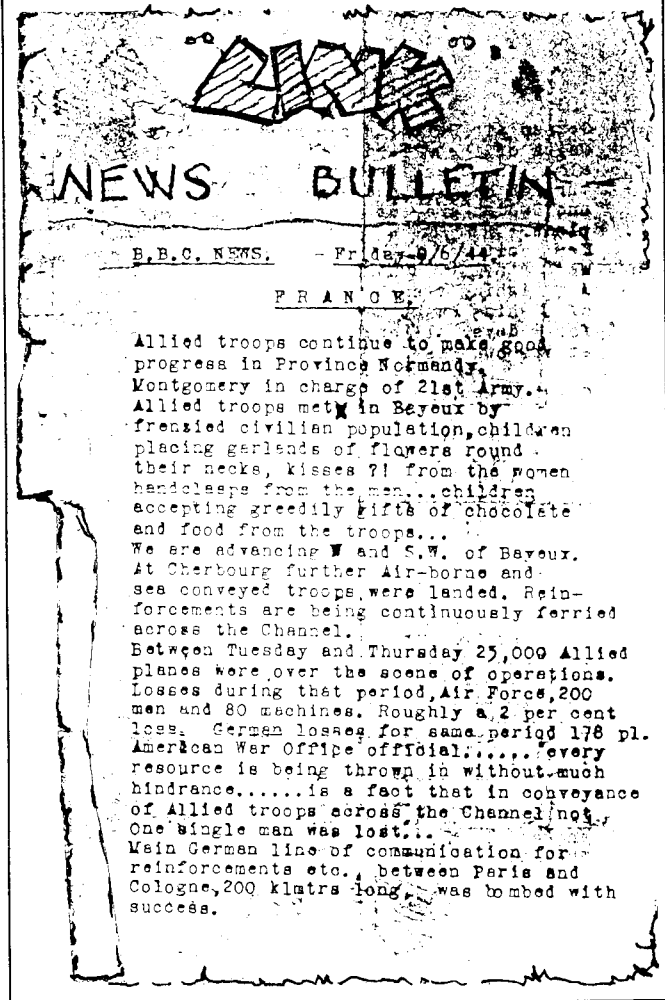 LINK
NEWS BULLETIN
B.B.C. NEWS. - Friday 9/6/44
FRANCE.
Allied troops continue to make good
progress in Province Normandy.
Montgomery in charge of 21st Army.
Allied troops met in Bayeux by
frenzied civilian population,children
placing garlends of flowers round
their necks, kisses ?! from the women
handclasps from the men...children
accepting greedily gifts of chocolate
and food from the troops...
We are advancing W and S.W. of Bayeux.
At Cherbourg further Air-borne and
sea conveyed troops were landed. Rein-
forcements are being continuously ferried
across the Channel.
Between Tuesday and Thursday 25,000 Allied
planes were over the scene of operations.
Losses during that period,Air Force,200
men and 80 machines. Roughly a 2 per cent
loss. German losses for same period 178 pl.
American War Office official...... every
resource is being thrown in without much
hindrance......is a fact that in conveyance
of Allied troops across the Channel not
One single man was lost...
Main German line of communication for
reinforcements etc., between Paris and
Cologne,200 klmtrs long, was bombed with
success.